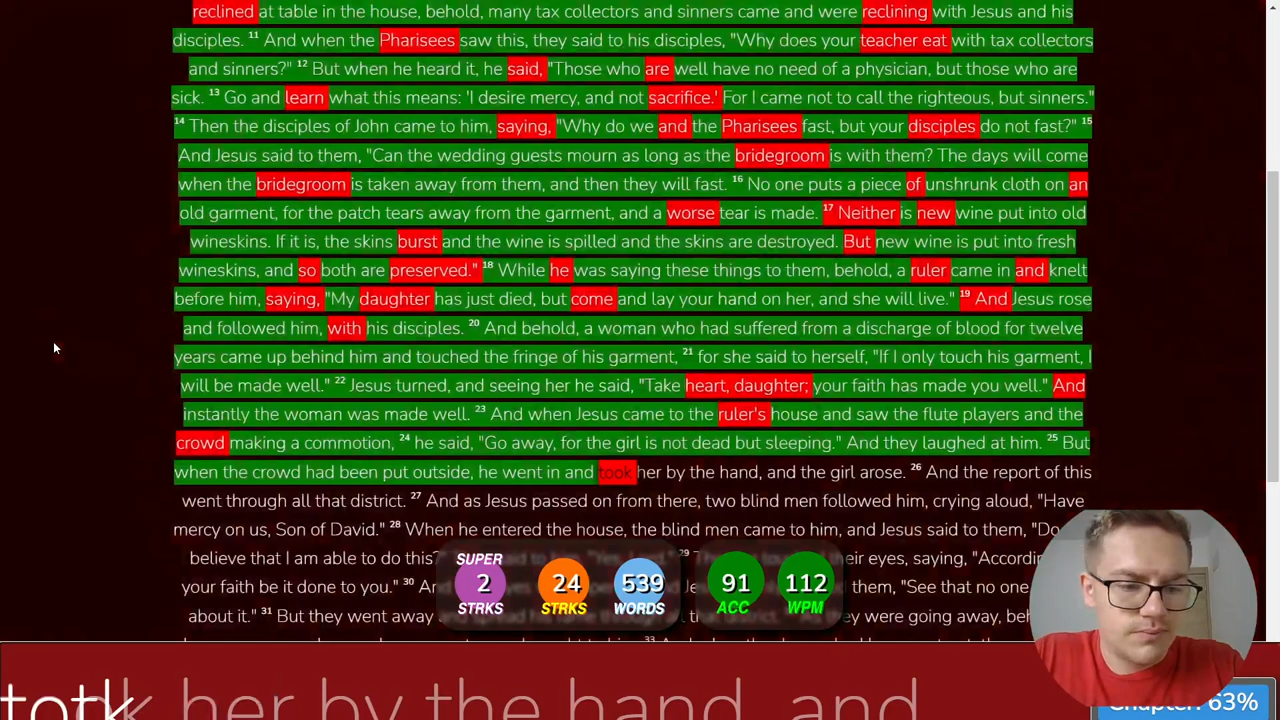 reclined at table in the house, behold, many tax collectors and sinners came and were reclining with Jesus and his
disciples. 11 And when the Pharisees saw this, they said to his disciples, "Why does your teacher eat with tax collectors
and sinners?" 12 But when he heard it, he said, "Those who are well have no need of a physician, but those who are
sick. 13 Go and learn what this means: 'I desire mercy, and not sacrifice.' For I came not to call the righteous, but sinners."
14 Then the disciples of John came to him, saying, "Why do we and the Pharisees fast, but your disciples do not fast?" 15
And Jesus said to them, "Can the wedding guests mourn as long as the bridegroom is with them? The days will come
when the bridegroom is taken away from them, and then they will fast. 16 No one puts a piece of unshrunk cloth on an
old garment, for the patch tears away from the garment, and a worse tear is made. 17 Neither is new wine put into old
wineskins. If it is, the skins burst and the wine is spilled and the skins are destroyed. But new wine is put into fresh
wineskins, and so both are preserved." 18 While he was saying these things to them, behold, a ruler came in and knelt
before him, saying, "My daughter has just died, but come and lay your hand on her, and she will live." 19 And Jesus rose
and followed him, with his disciples. 20 And behold, a woman who had suffered from a discharge of blood for twelve
years came up behind him and touched the fringe of his garment, 21 for she said to herself, "If I only touch his garment, I
will be made well." 22 Jesus turned, and seeing her he said, "Take heart, daughter; your faith has made you well." And
instantly the woman was made well. 23 And when Jesus came to the ruler's house and saw the flute players and the
crowd making a commotion, 24 he said, "Go away, for the girl is not dead but sleeping." And they laughed at him. 25 But
when the crowd had been put outside, he went in and took her by the hand, and the girl arose. 26 And the report of this
went through all that district. 27 And as Jesus passed on from there, two blind men followed him, crying aloud, "Have
mercy on us, Son of David." 28 When he entered the house, the blind men came to him, and Jesus said to them, "Do
believe that I am able to do this? 29 their eyes, saying, "Accordin
your faith be it done to you." 30 An them, "See that no one
about it." 31 But they went away they were going away, beh
SUPER
2 24 539 91 112
STRKS STRKS WORDS ACC WPM
her by the hand, and
Chapter: 63%